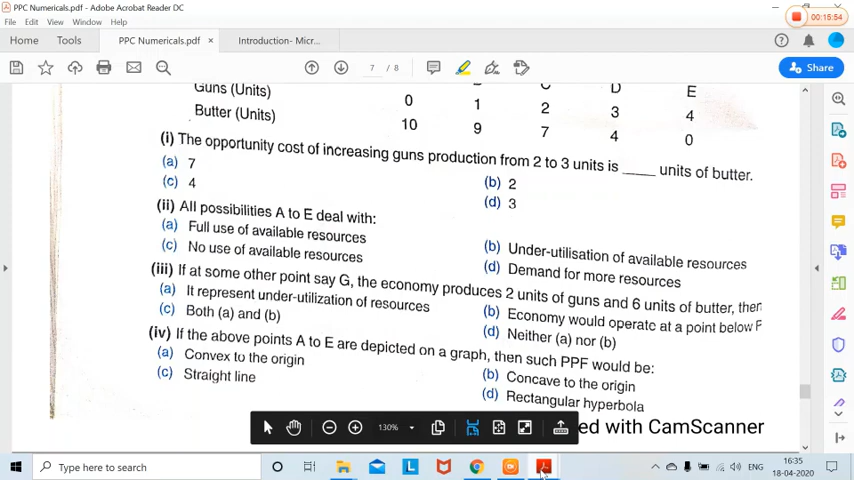 PPC Numericals.pdf - Adobe Acrobat Reader DC
00:15:54
File Edit View Window Help
Home Tools PPC Numericals.pdf × Introduction- Mic...
7 / 8
Share
Guns (Units) 0 1 2 3 4
D E
Butter (Units) 10 9 7 4 0
(i) The opportunity cost of increasing guns production from 2 to 3 units is ____ units of butter.
(a) 7 (b) 2
(c) 4 (d) 3
(ii) All possibilities A to E deal with:
(a) Full use of available resources (b) Under-utilisation of available resources
(c) No use of available resources (d) Demand for more resources
(iii) If at some other point say G, the economy produces 2 units of guns and 6 units of butter, then
(a) It represent under-utilization of resources (b) Economy would operate at a point below
(c) Both (a) and (b) (d) Neither (a) nor (b)
(iv) If the above points A to E are depicted on a graph, then such PPF would be:
(a) Convex to the origin (b) Concave to the origin
(c) Straight line (d) Rectangular hyperbola
ed with CamScanner
130%
Type here to search
ENG
16:35
18-04-2020